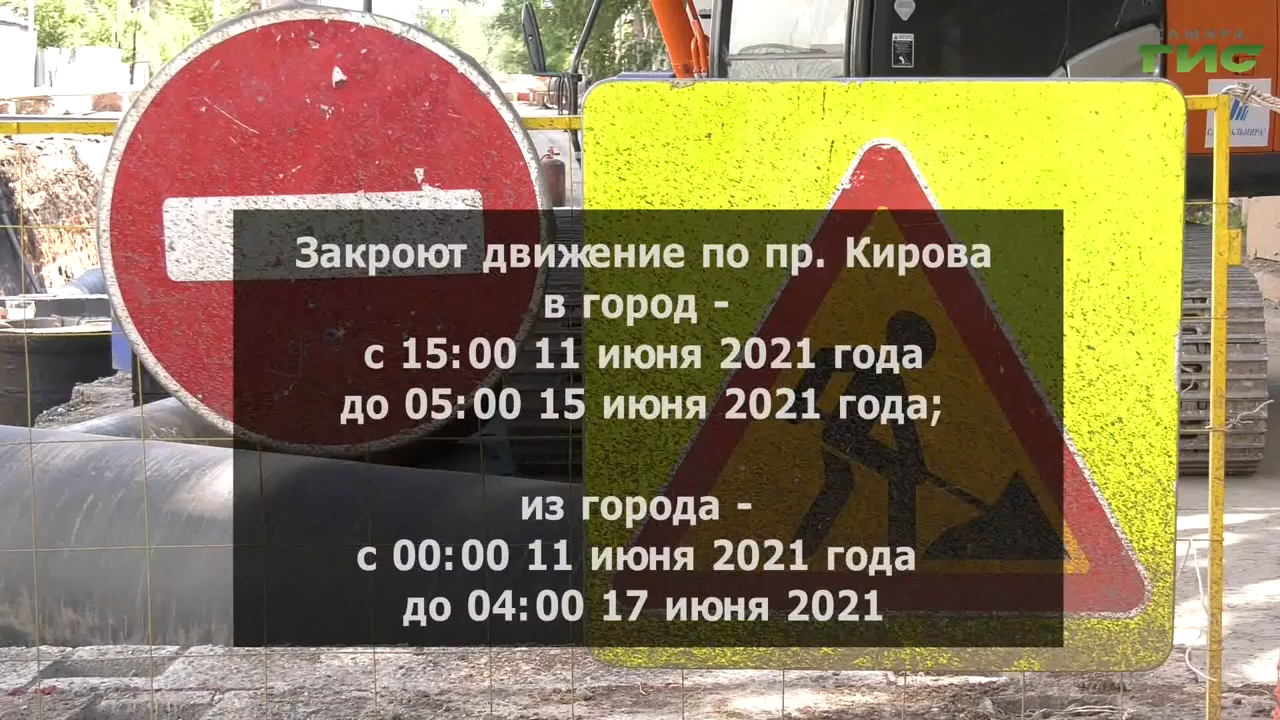 САМАРА
ТИС
Закроют движение по пр. Кирова
в город -
с 15:00 11 июня 2021 года
до 05:00 15 июня 2021 года;
из города -
с 00:00 11 июня 2021 года
до 04:00 17 июня 2021